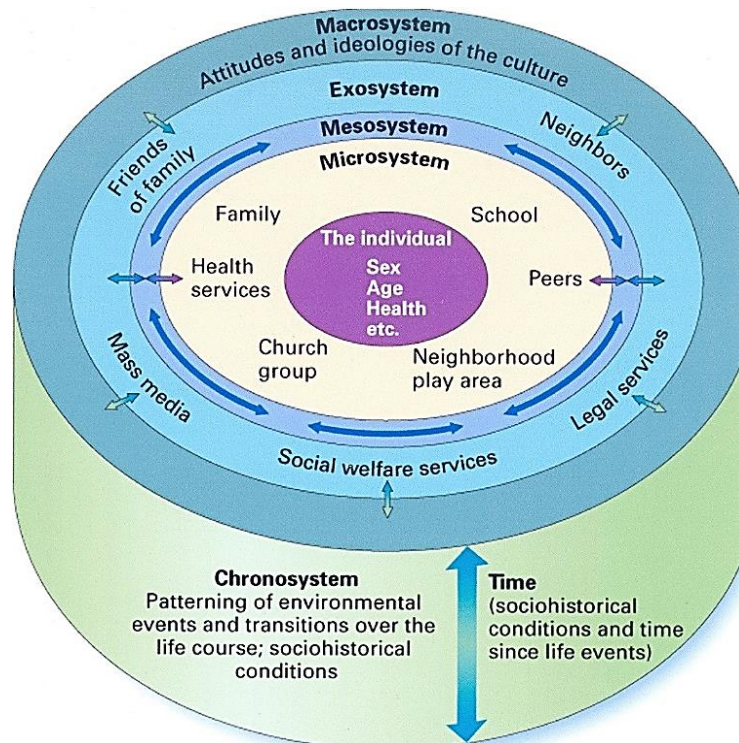 Macrosystem
Attitudes and ideologies of the culture
Exosystem
Mesosystem
Microsystem
Friends
of family
Neighbors
Family
School
The individual
Sex
Age
Health
etc.
Health
services
Peers
Church
group
Neighborhood
play area
Mass media
Legal services
Social welfare services
Chronosystem
Patterning of environmental
events and transitions over the
life course; sociohistorical
conditions
Time
(sociohistorical
conditions and time
since life events)